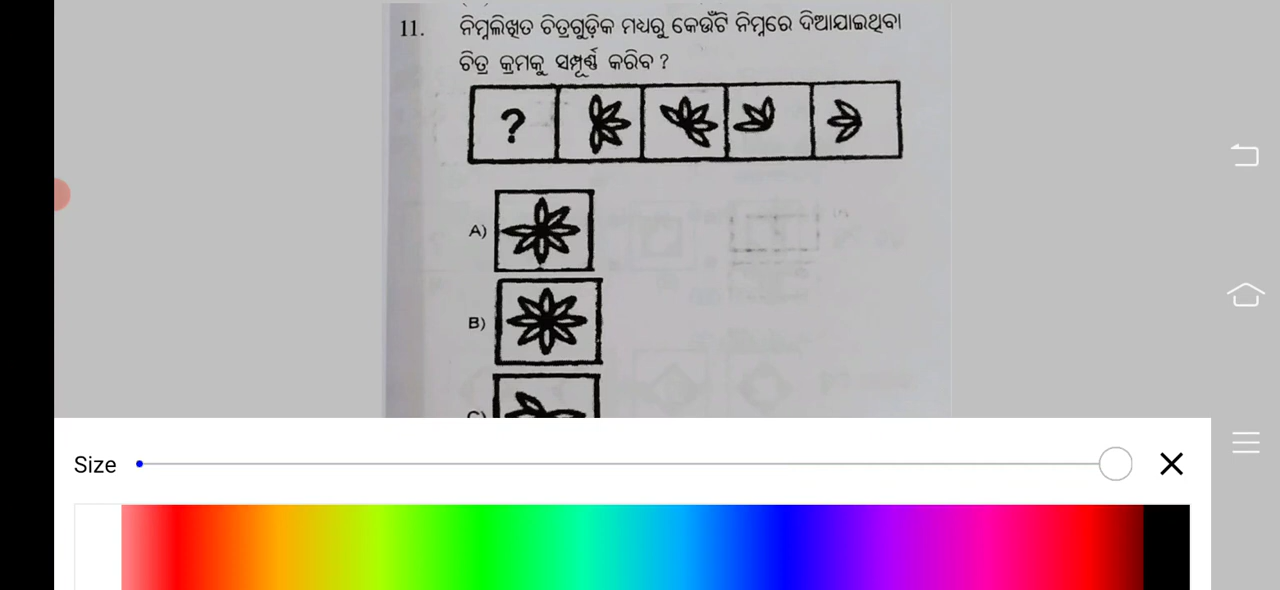 11. ନିମ୍ନଲିଖିତ ଚିତ୍ରଗୁଡ଼ିକ ମଧ୍ୟରୁ କେଉଁଟି ନିମ୍ନରେ ଦିଆଯାଇଥିବା
ଚିତ୍ର କ୍ରମକୁ ସମ୍ପୂର୍ଣ୍ଣ କରିବ ?
?
A)
B)
C)
Size